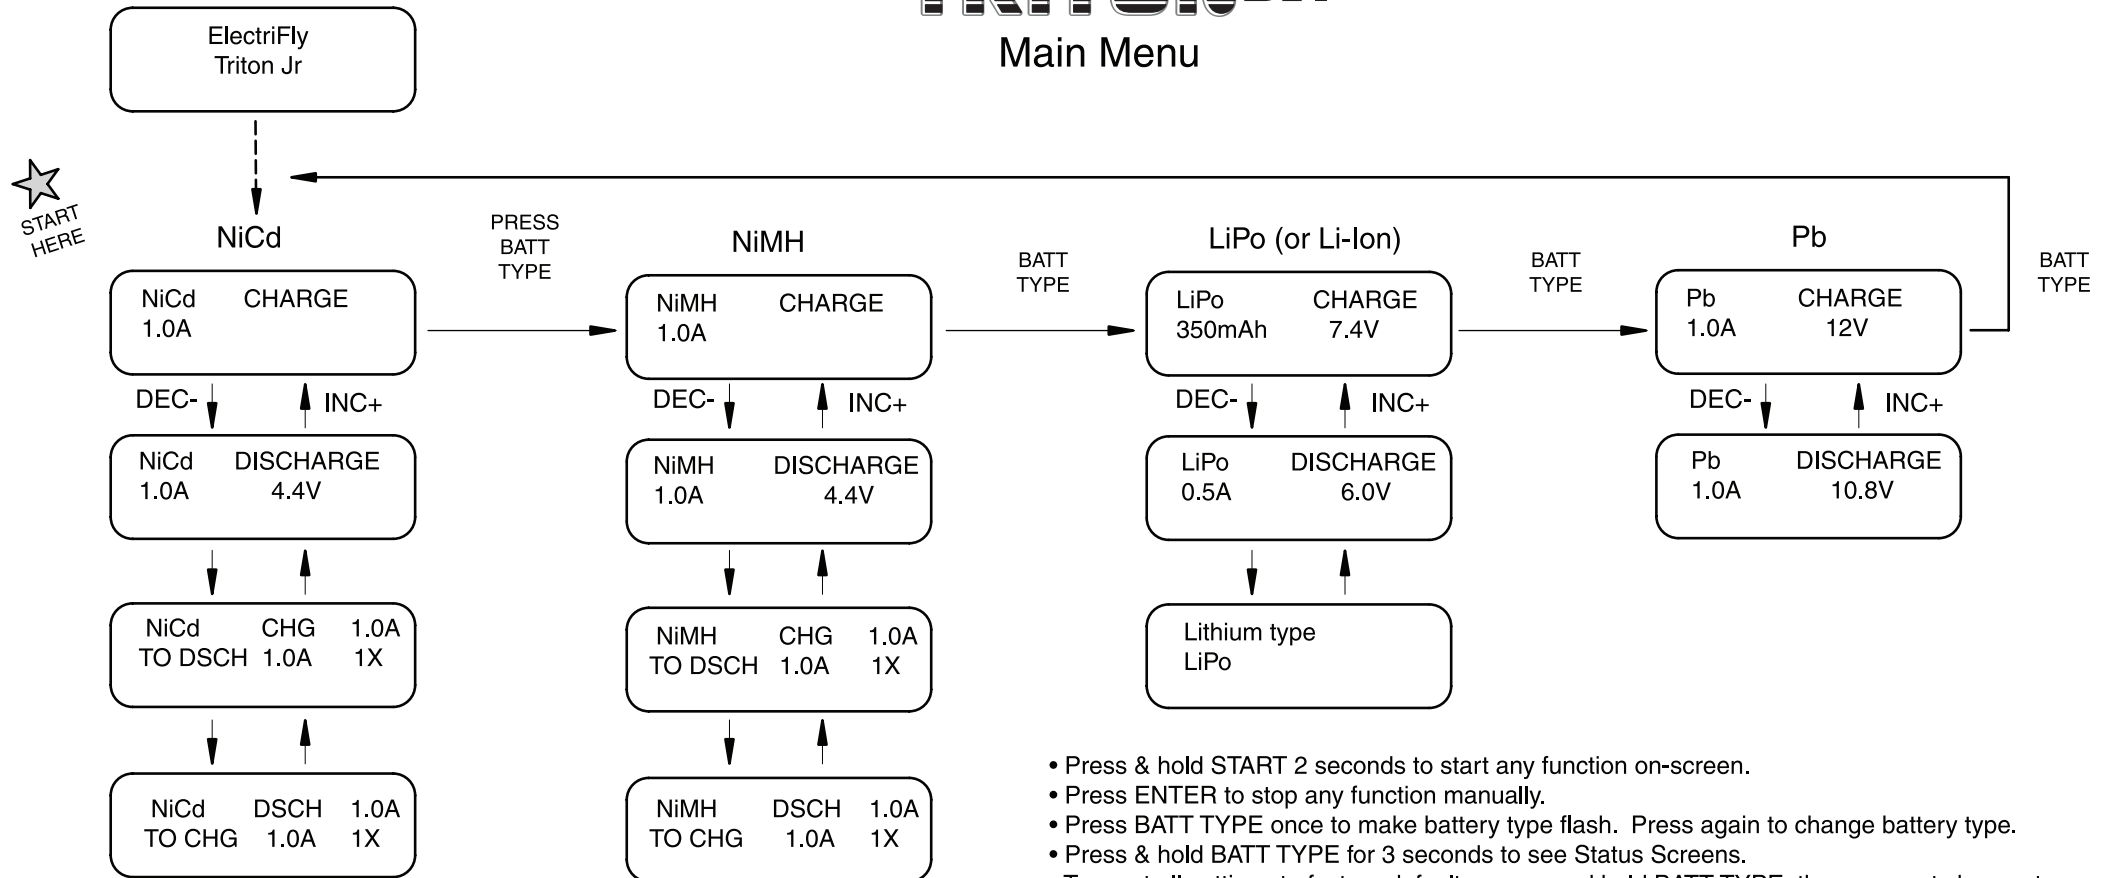 TRITON
Main Menu
ElectriFly
Triton Jr
START
HERE
NiCd
PRESS
BATT
TYPE
NiMH
BATT
TYPE
LiPo (or Li-Ion)
BATT
TYPE
Pb
BATT
TYPE
NiCd CHARGE
1.0A
NiMH CHARGE
1.0A
LiPo CHARGE
350mAh 7.4V
Pb CHARGE
1.0A 12V
DEC- INC+
DEC- INC+
DEC- INC+
DEC- INC+
NiCd DISCHARGE
1.0A 4.4V
NiMH DISCHARGE
1.0A 4.4V
LiPo DISCHARGE
0.5A 6.0V
Pb DISCHARGE
1.0A 10.8V
NiCd CHG 1.0A
TO DSCH 1.0A 1X
NiMH CHG 1.0A
TO DSCH 1.0A 1X
Lithium type
LiPo
NiCd DSCH 1.0A
TO CHG 1.0A 1X
NiMH DSCH 1.0A
TO CHG 1.0A 1X
• Press & hold START 2 seconds to start any function on-screen.
• Press ENTER to stop any function manually.
• Press BATT TYPE once to make battery type flash. Press again to change battery type.
• Press & hold BATT TYPE for 3 seconds to see Status Screens.